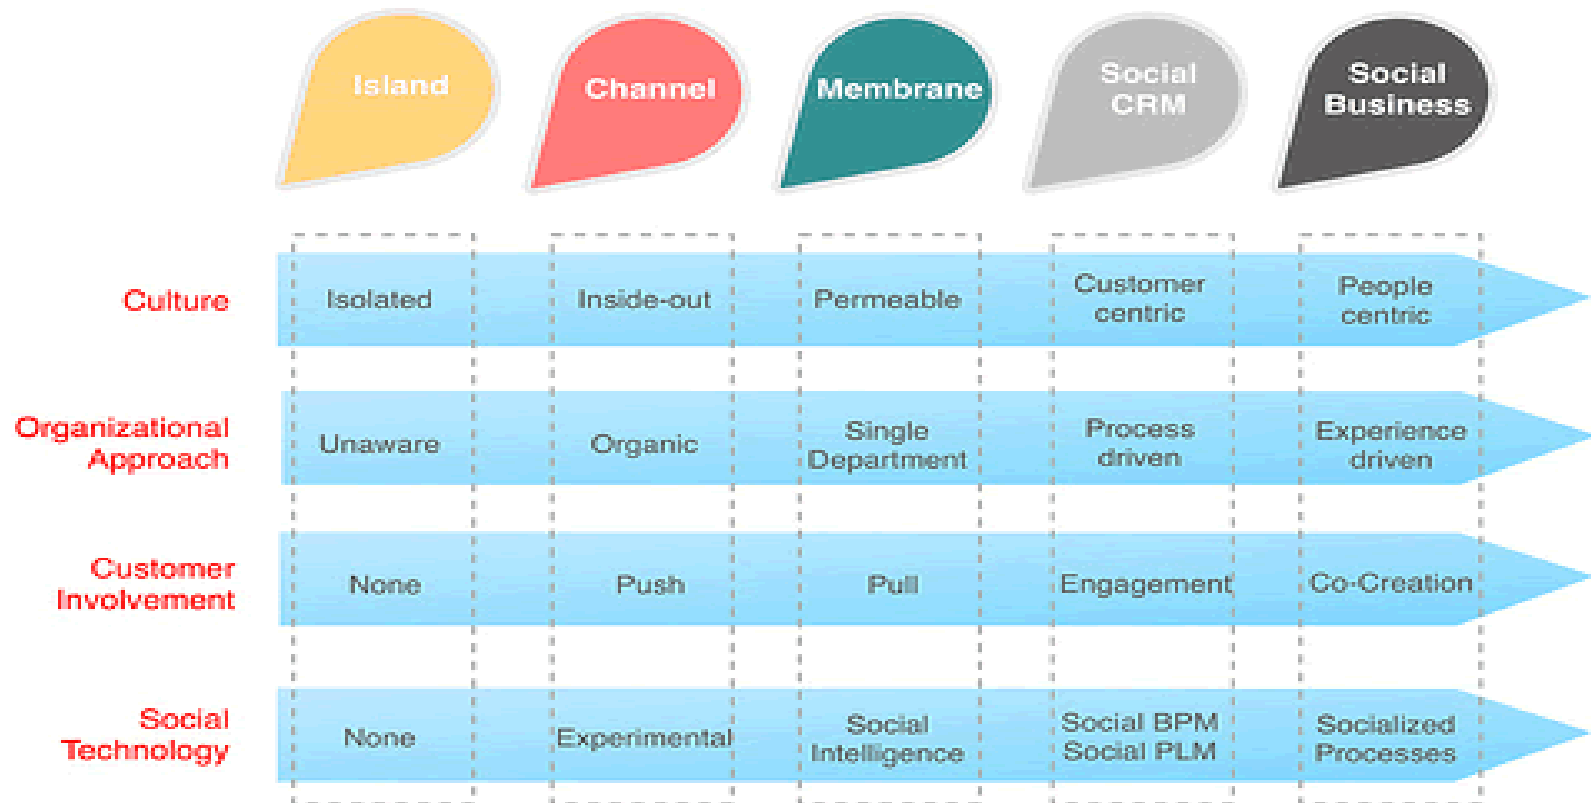 Island
Channel
Membrane
Social
CRM
Social
Business
Culture
Isolated
Inside-out
Permeable
Customer
centric
People
centric
Organizational
Approach
Unaware
Organic
Single
Department
Process
driven
Experience
driven
Customer
Involvement
None
Push
Pull
Engagement
Co-Creation
Social
Technology
None
Experimental
Social
Intelligence
Social BPM
Social PLM
Socialized
Processes